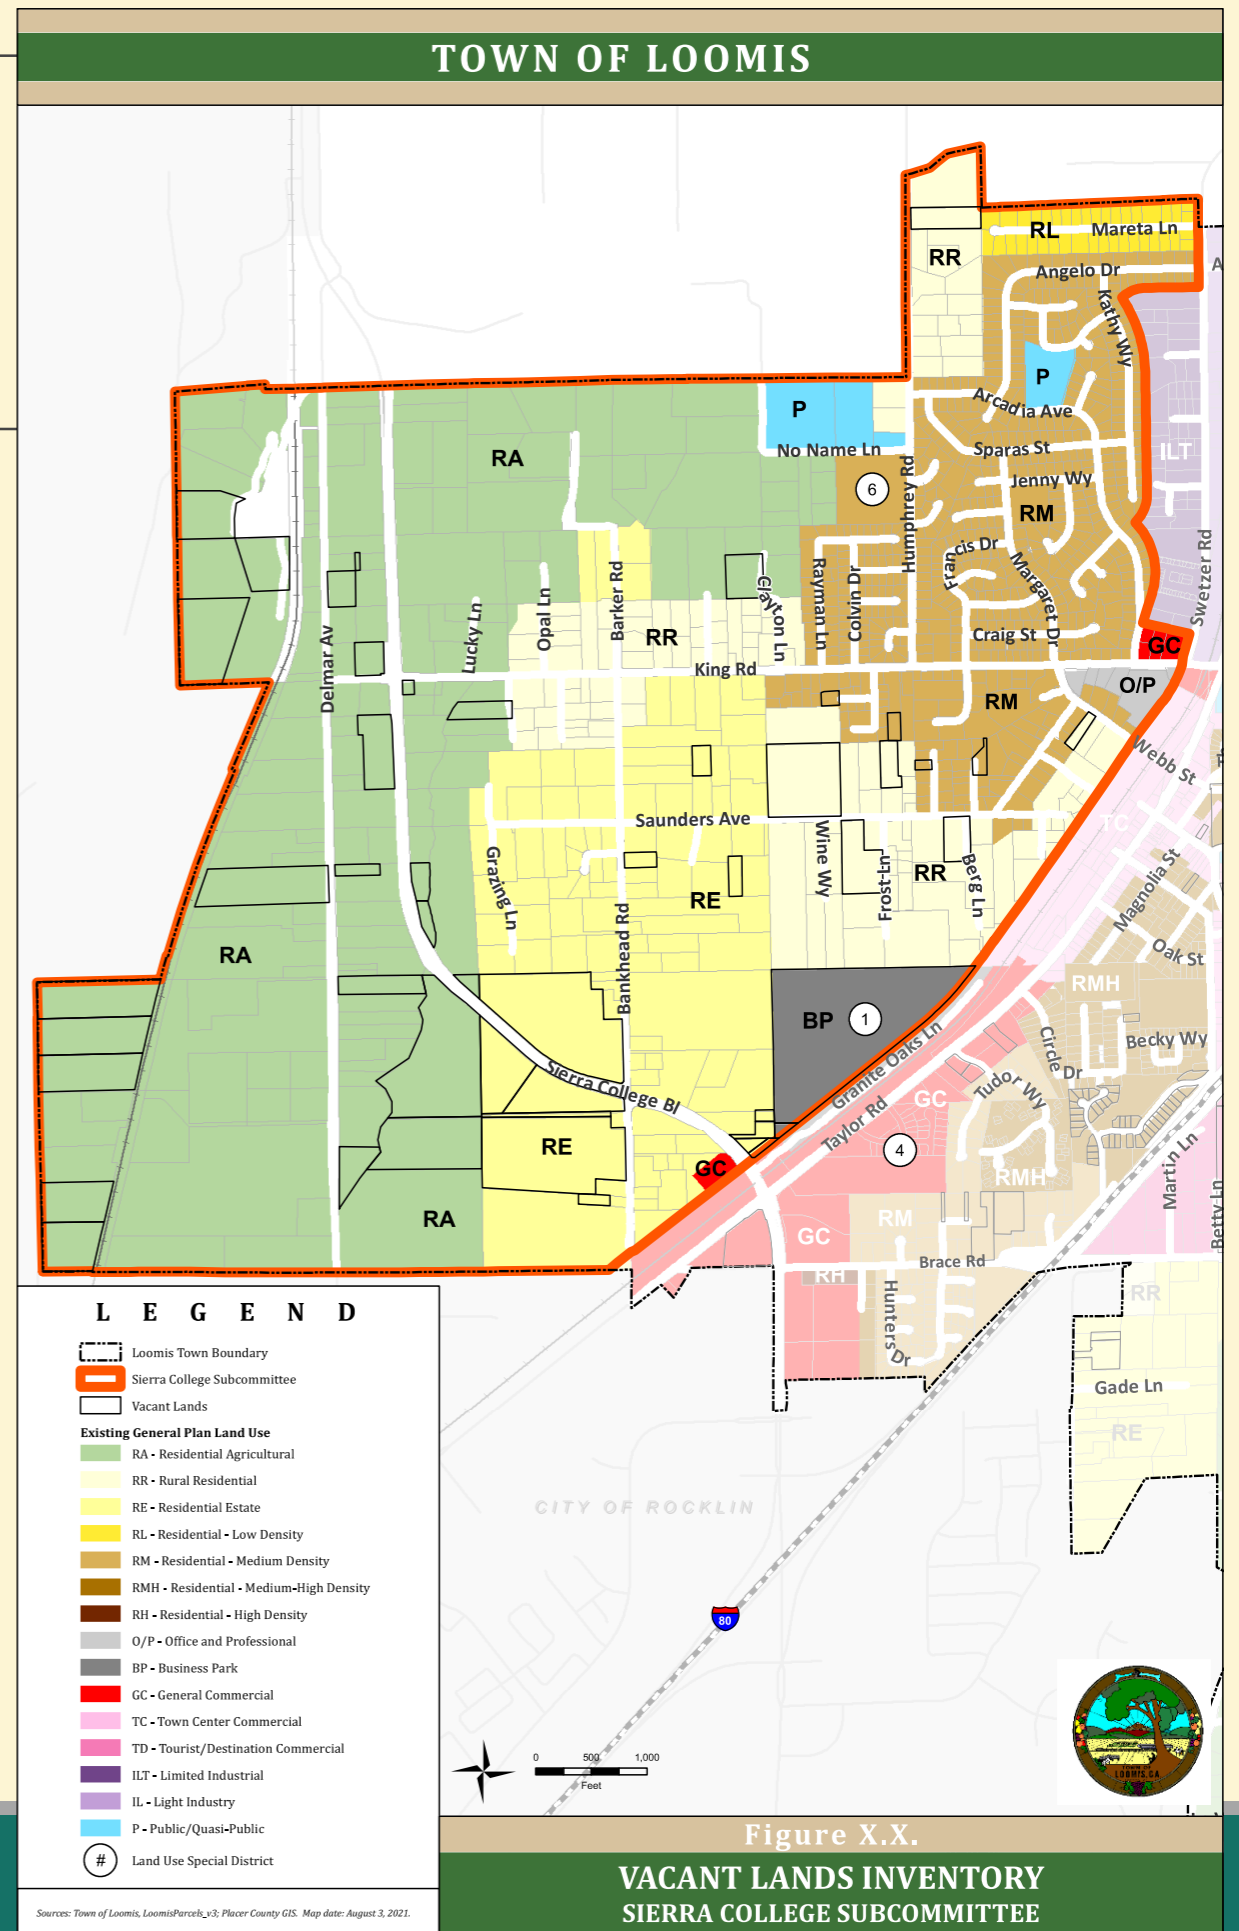 TOWN OF LOOMIS
RL
Mareta Ln
RR
Angelo Dr
A
Kathy Wy
P
P
Arcadia Ave
No Name Ln
Sparas St
ILT
RA
6
Humphrey Rd
Jenny Wy
RM
Francis Dr
Margaret Dr
Swetzer Rd
Clayton Ln
Rayman Ln
Colvin Dr
Barker Rd
Opal Ln
Lucky Ln
Delmar Av
RR
Craig St
GC
King Rd
O/P
RM
Webb St
TC
Saunders Ave
Wine Wy
Frost Ln
RR
Berg Ln
Grazing Ln
RE
Bankhead Rd
Magnolia St
Oak St
RA
RMH
BP
1
Granite Oaks Ln
Circle Dr
Becky Wy
Sierra College Bl
Taylor Rd
GC
Tudor Wy
4
RE
GC
RMH
Martin Ln
Betty Ln
RA
RM
GC
Brace Rd
RH
Hunters Dr
RR
Gade Ln
RE
CITY OF ROCKLIN
80
LEGEND
Loomis Town Boundary
Sierra College Subcommittee
Vacant Lands
Existing General Plan Land Use
RA - Residential Agricultural
RR - Rural Residential
RE - Residential Estate
RL - Residential - Low Density
RM - Residential - Medium Density
RMH - Residential - Medium-High Density
RH - Residential - High Density
O/P - Office and Professional
BP - Business Park
GC - General Commercial
TC - Town Center Commercial
TD - Tourist/Destination Commercial
ILT - Limited Industrial
IL - Light Industry
P - Public/Quasi-Public
# Land Use Special District
Sources: Town of Loomis, LoomisParcels_v3; Placer County GIS. Map date: August 3, 2021.
0 500 1,000
Feet
TOWN OF
LOOMIS, CA
Figure X.X.
VACANT LANDS INVENTORY
SIERRA COLLEGE SUBCOMMITTEE